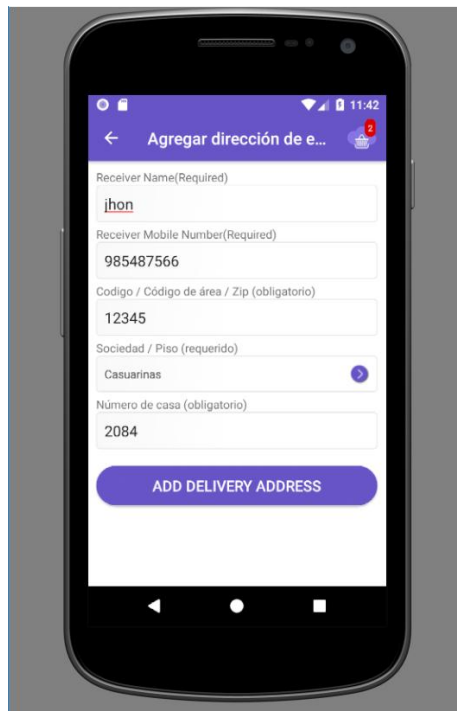 11:42
Agregar dirección de e...
2
Receiver Name(Required)
jhon
Receiver Mobile Number(Required)
985487566
Codigo / Código de área / Zip (obligatorio)
12345
Sociedad / Piso (requerido)
Casuarinas
Número de casa (obligatorio)
2084
ADD DELIVERY ADDRESS